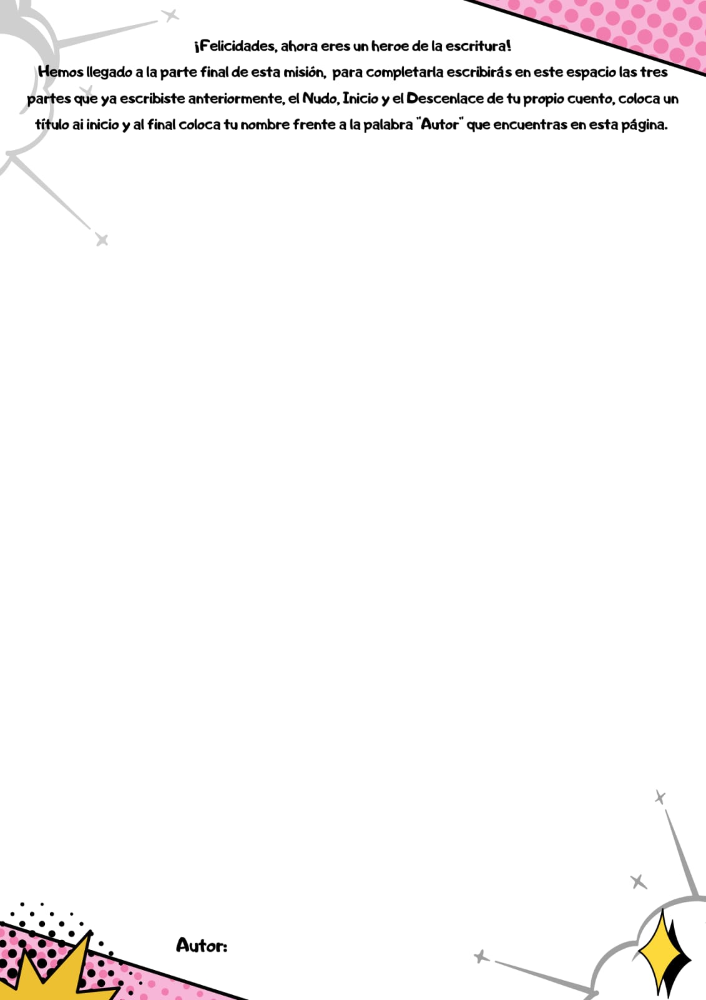 ¡Felicidades, ahora eres un heroe de la escritura!
Hemos llegado a la parte final de esta misión, para completarla escribirás en este espacio las tres
partes que ya escribiste anteriormente, el Nudo, Inicio y el Descenlace de tu propio cuento, coloca un
título ai inicio y al final coloca tu nombre frente a la palabra "Autor" que encuentras en esta página.
Autor: